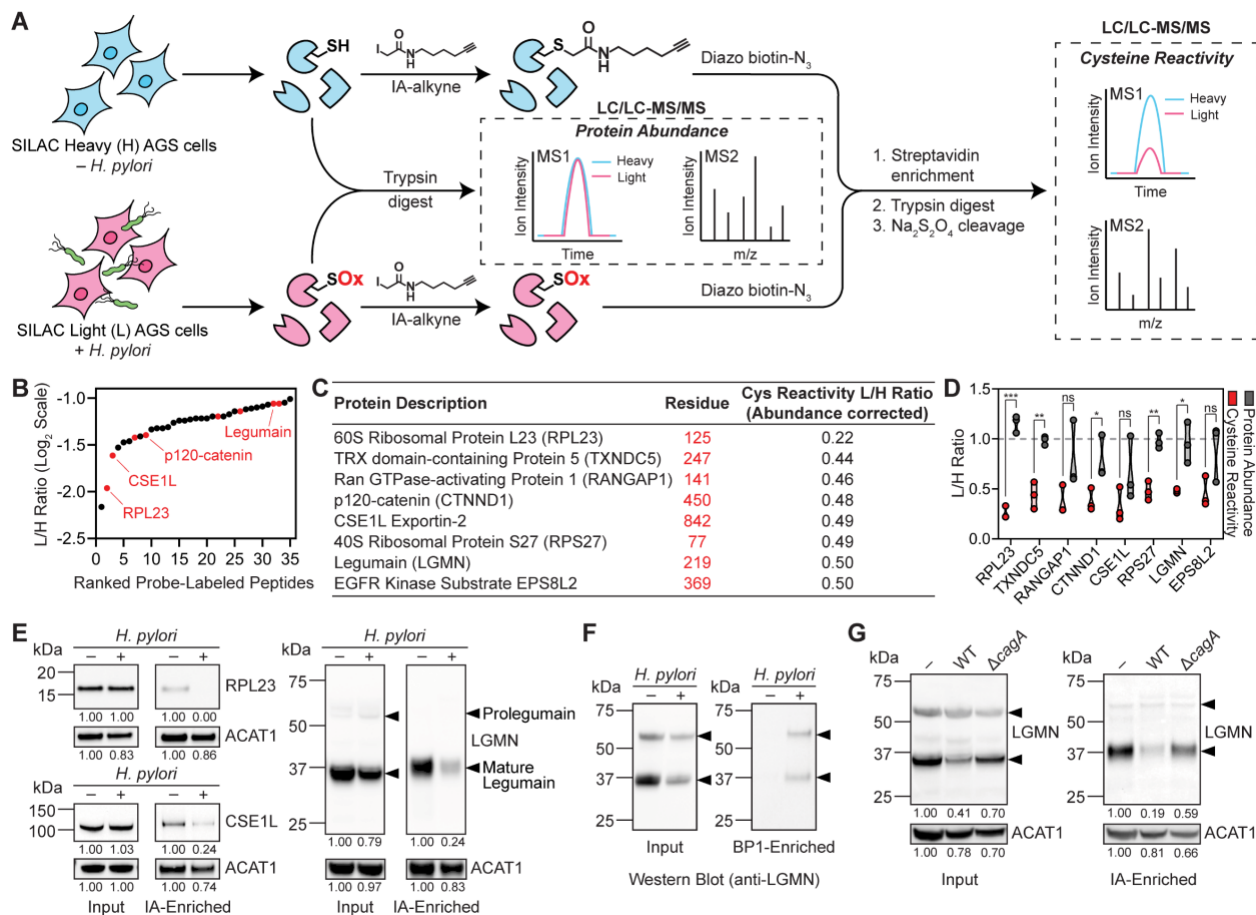 A
SILAC Heavy (H) AGS cells
– H. pylori
SILAC Light (L) AGS cells
+ H. pylori
SH
I
O
N
H
IA-alkyne
S
O
N
H
Diazo biotin-N3
Trypsin
digest
LC/LC-MS/MS
Protein Abundance
MS1
Heavy
Light
Ion Intensity
Time
MS2
Ion Intensity
m/z
SOx
I
O
N
H
IA-alkyne
SOx
Diazo biotin-N3
1. Streptavidin
enrichment
2. Trypsin digest
3. Na2S2O4 cleavage
LC/LC-MS/MS
Cysteine Reactivity
MS1
Heavy
Light
Ion Intensity
Time
MS2
Ion Intensity
m/z
B
L/H Ratio (Log2 Scale)
-1.0
-1.5
-2.0
-2.5
0 5 10 15 20 25 30 35
Ranked Probe-Labeled Peptides
Legumain
p120-catenin
CSE1L
RPL23
C
Protein Description Residue Cys Reactivity L/H Ratio
(Abundance corrected)
60S Ribosomal Protein L23 (RPL23) 125 0.22
TRX domain-containing Protein 5 (TXNDC5) 247 0.44
Ran GTPase-activating Protein 1 (RANGAP1) 141 0.46
p120-catenin (CTNND1) 450 0.48
CSE1L Exportin-2 842 0.49
40S Ribosomal Protein S27 (RPS27) 77 0.49
Legumain (LGMN) 219 0.50
EGFR Kinase Substrate EPS8L2 369 0.50
D
L/H Ratio
1.5
1.0
0.5
0
*** ** ns * ns ** * ns
RPL23
TXNDC5
RANGAP1
CTNND1
CSE1L
RPS27
LGMN
EPS8L2
Protein Abundance
Cysteine Reactivity
E
H. pylori
kDa – + – +
20
15
RPL23
1.00 1.00 1.00 0.00
ACAT1
1.00 0.83 1.00 0.86
H. pylori
kDa – + – +
150
100
CSE1L
1.00 1.03 1.00 0.24
ACAT1
1.00 1.00 1.00 0.74
Input IA-Enriched
H. pylori
kDa – + – +
75
50
37
25
Prolegumain
LGMN
Mature
Legumain
1.00 0.79 1.00 0.24
ACAT1
1.00 0.97 1.00 0.83
Input IA-Enriched
F
H. pylori H. pylori
kDa – + kDa – +
75 75
50 50
37 37
25 25
Input BP1-Enriched
Western Blot (anti-LGMN)
G
kDa – WT ΔcagA
75
50
37
25
LGMN
1.00 0.41 0.70
ACAT1
1.00 0.78 0.70
Input
kDa – WT ΔcagA
75
50
37
25
LGMN
1.00 0.19 0.59
ACAT1
1.00 0.81 0.66
IA-Enriched